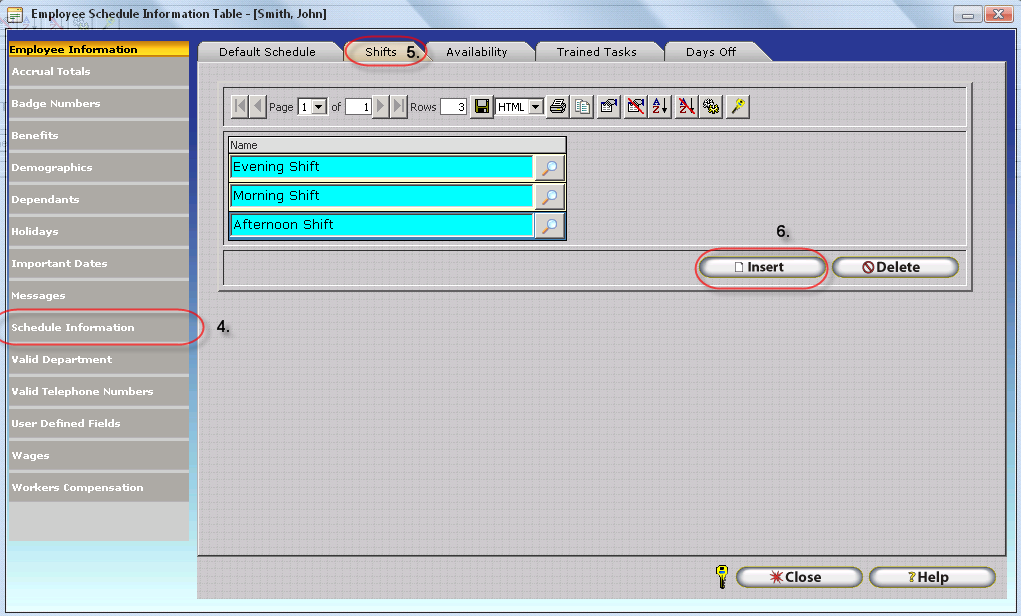 Employee Schedule Information Table - [Smith, John]
Employee Information
Accrual Totals
Badge Numbers
Benefits
Demographics
Dependants
Holidays
Important Dates
Messages
Schedule Information 4.
Valid Department
Valid Telephone Numbers
User Defined Fields
Wages
Workers Compensation
Default Schedule Shifts 5. Availability Trained Tasks Days Off
Page 1 of 1 Rows 3 HTML
Name
Evening Shift
Morning Shift
Afternoon Shift
6.
Insert Delete
Close Help